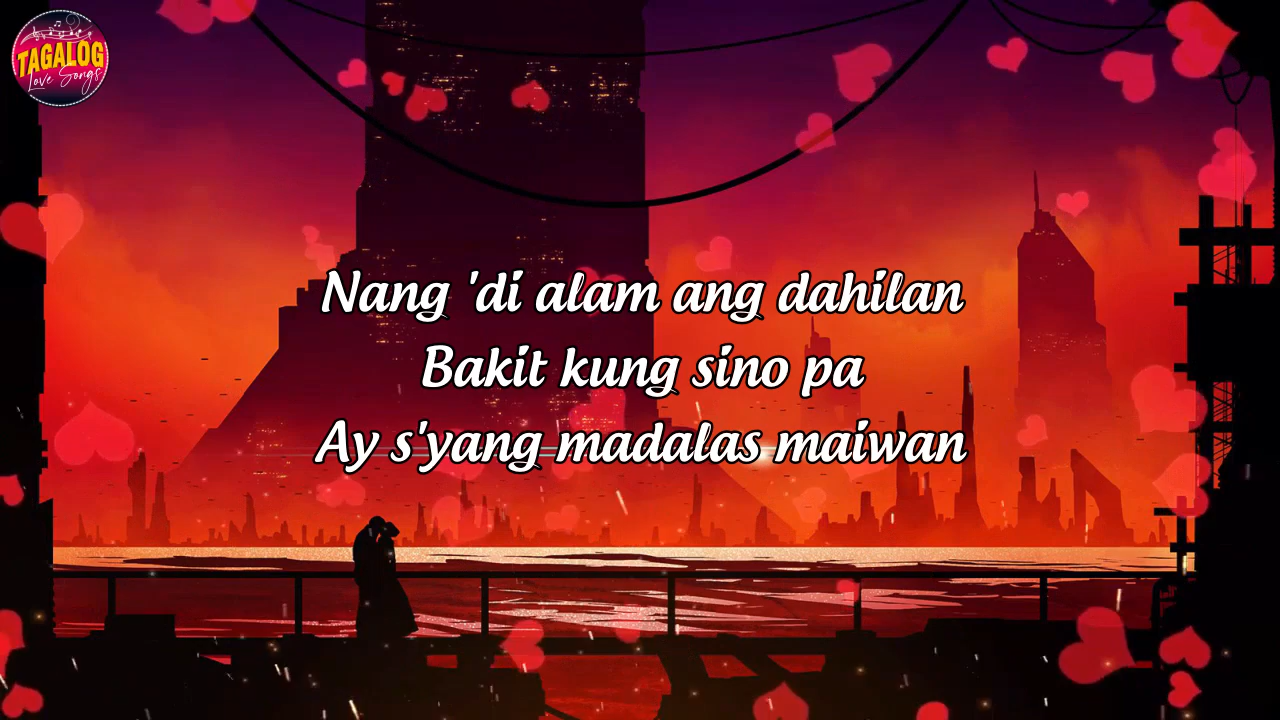 TAGALOG
Love Songs
Nang 'di alam ang dahilan
Bakit kung sino pa
Ay s'yang madalas maiwan